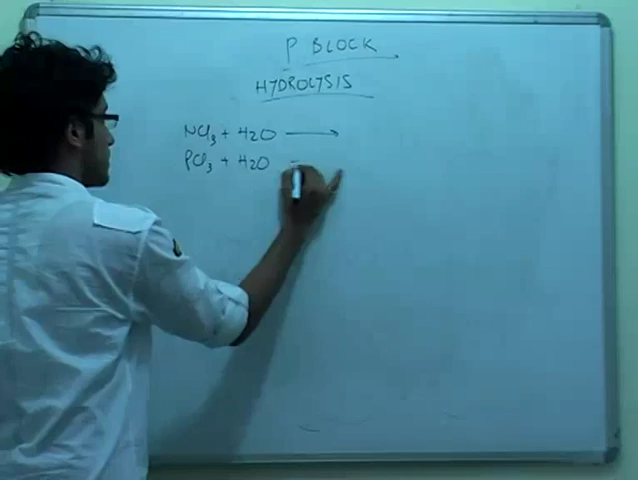 P BLOCK
HYDROLYSIS
NCl₃ + H₂O ⟶
PCl₃ + H₂O